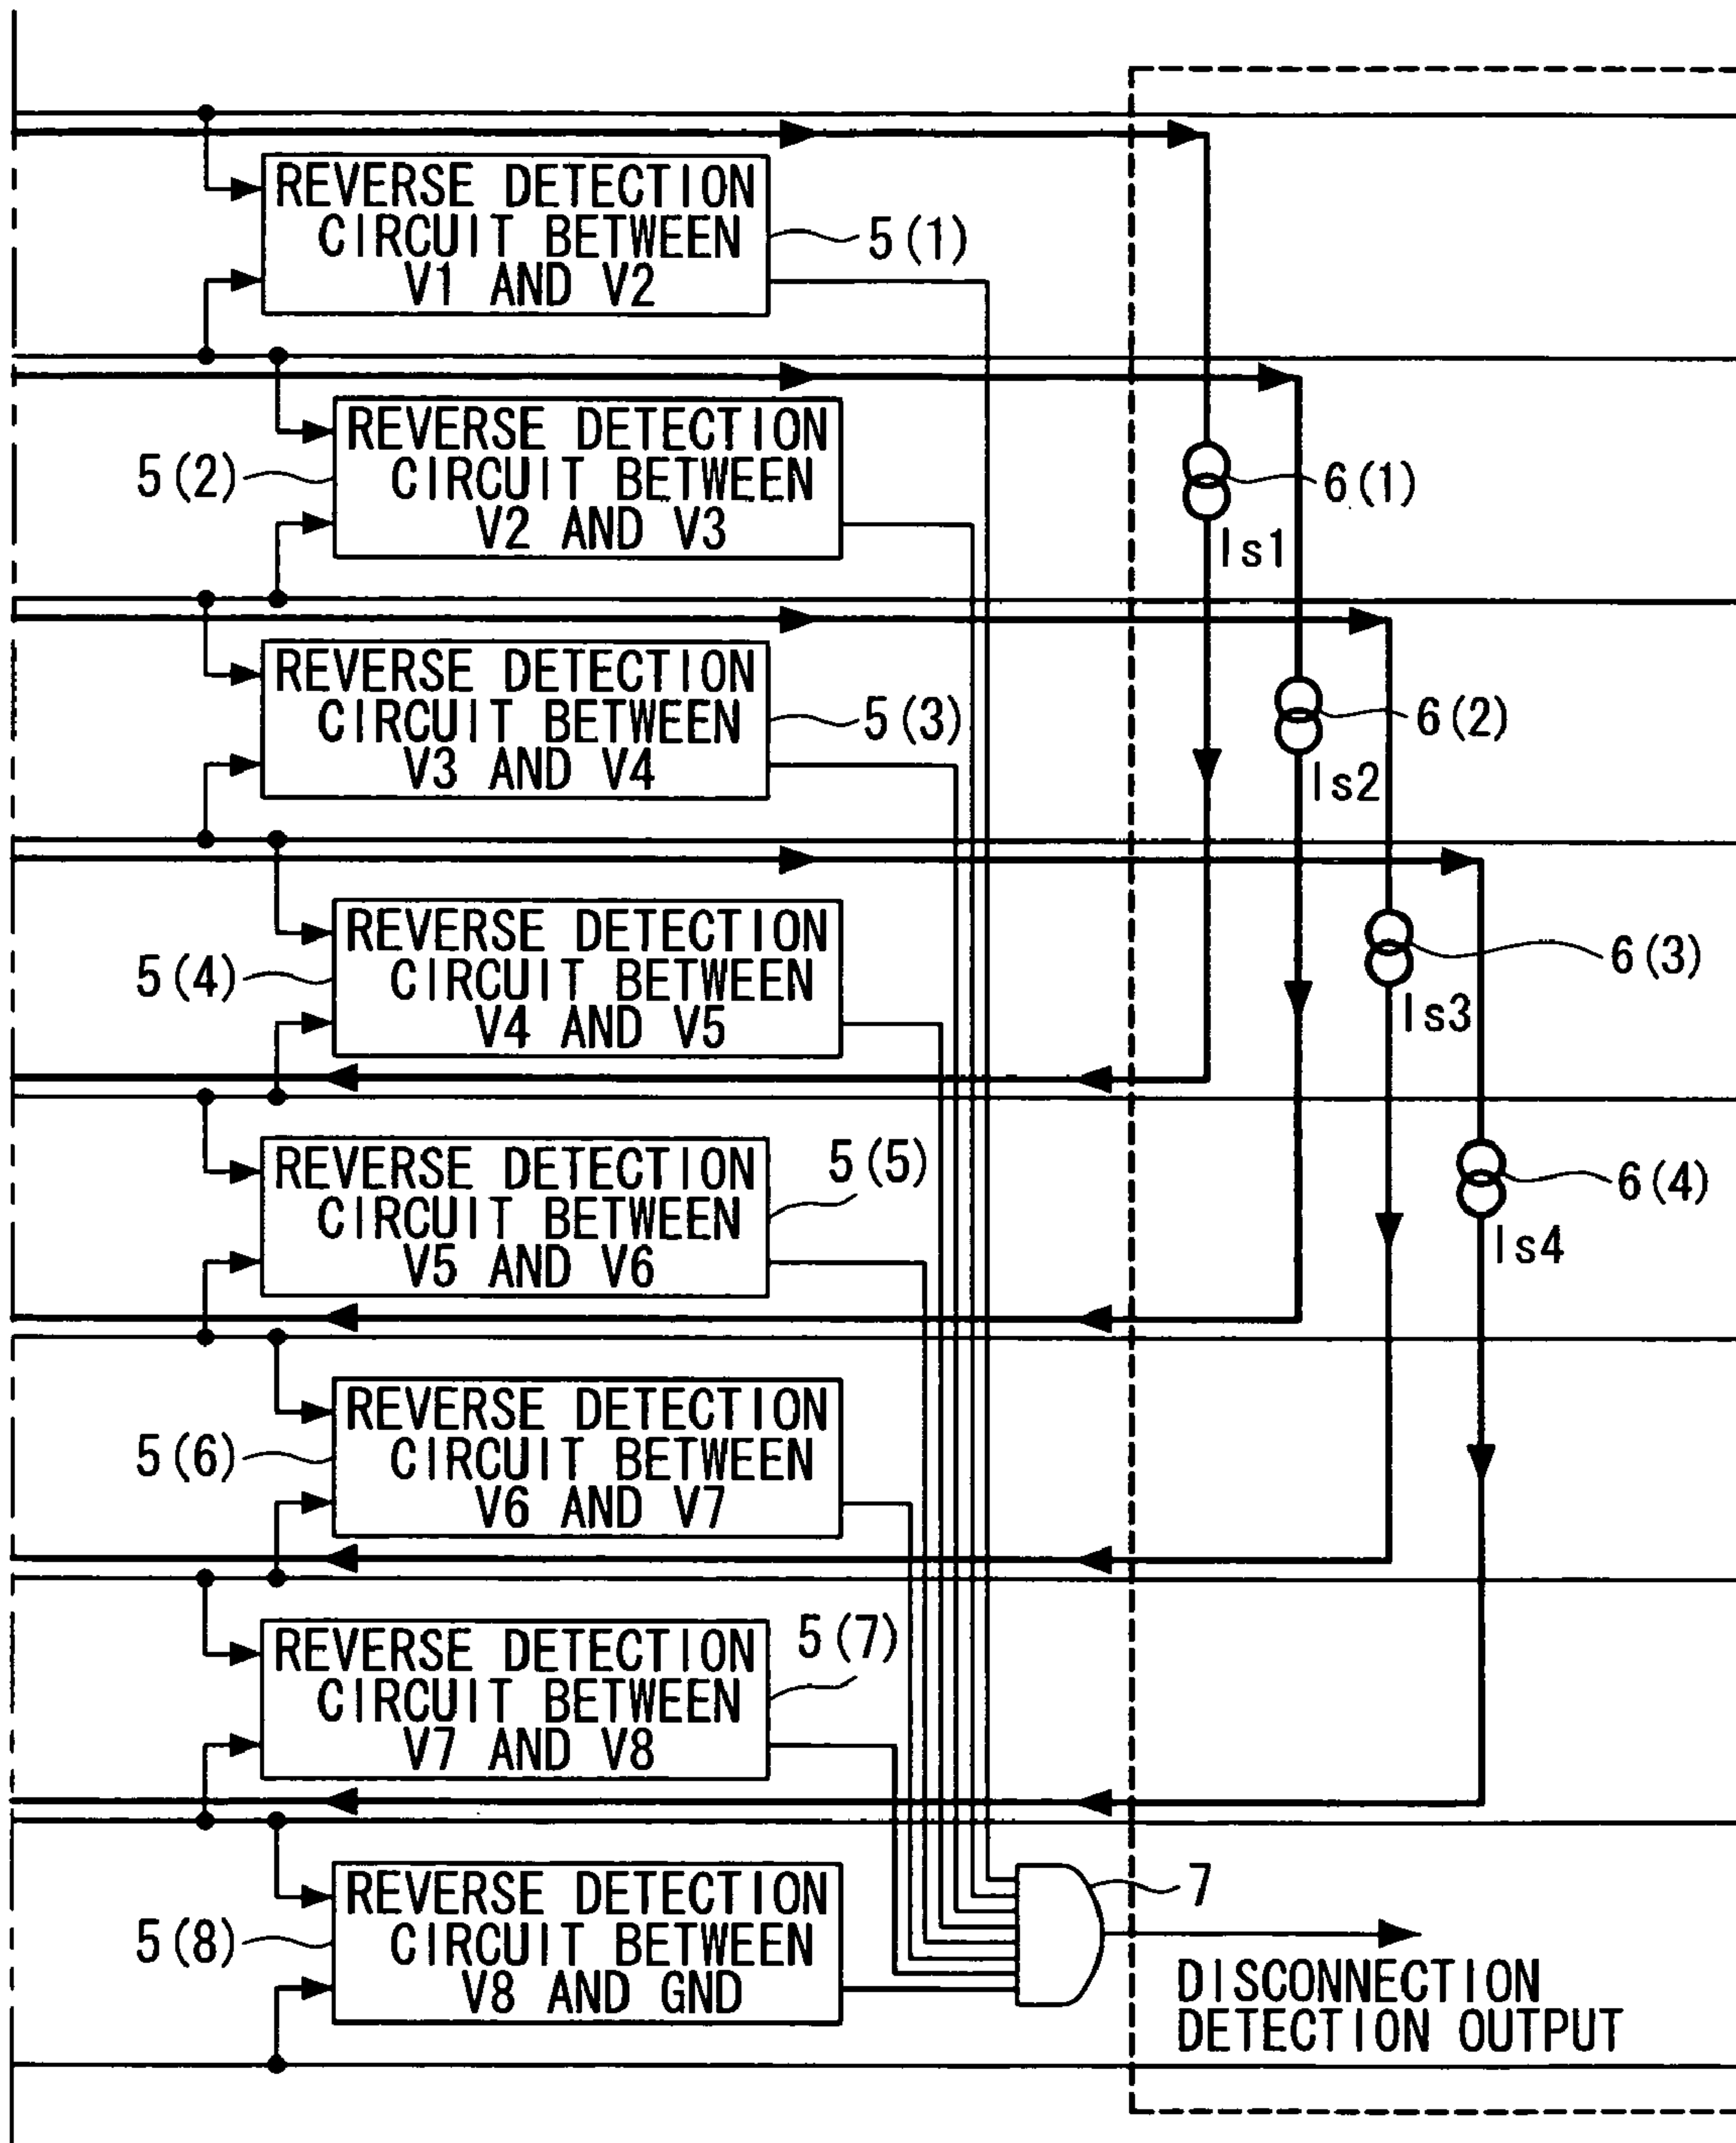 REVERSE DETECTION
CIRCUIT BETWEEN
V1 AND V2
5(1)
REVERSE DETECTION
CIRCUIT BETWEEN
V2 AND V3
5(2)
6(1)
Is1
REVERSE DETECTION
CIRCUIT BETWEEN
V3 AND V4
5(3)
6(2)
Is2
REVERSE DETECTION
CIRCUIT BETWEEN
V4 AND V5
5(4)
6(3)
Is3
REVERSE DETECTION
CIRCUIT BETWEEN
V5 AND V6
5(5)
6(4)
Is4
REVERSE DETECTION
CIRCUIT BETWEEN
V6 AND V7
5(6)
REVERSE DETECTION
CIRCUIT BETWEEN
V7 AND V8
5(7)
REVERSE DETECTION
CIRCUIT BETWEEN
V8 AND GND
5(8)
7
DISCONNECTION
DETECTION OUTPUT